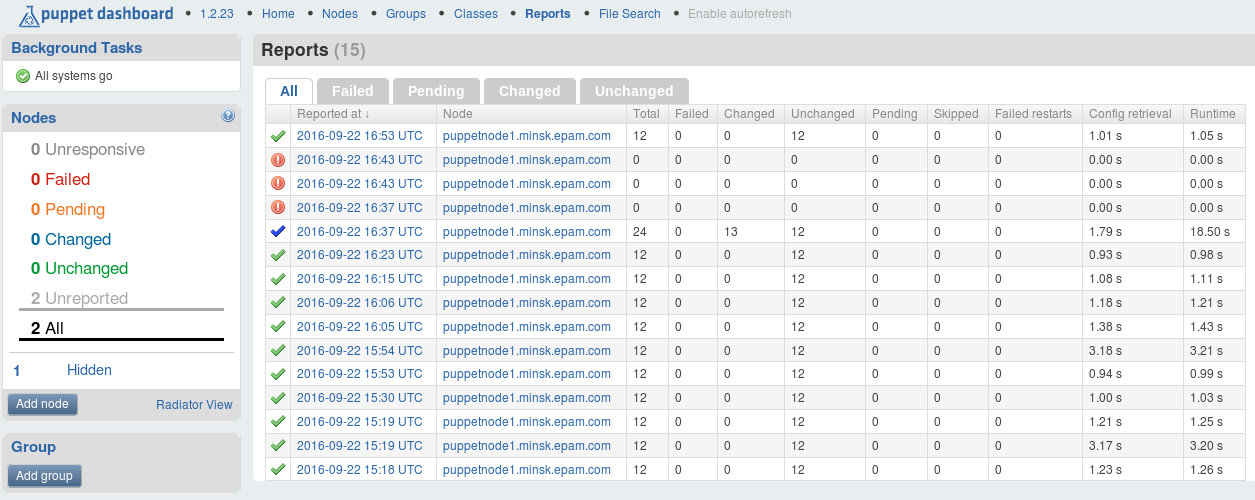 puppet dashboard • 1.2.23 • Home • Nodes • Groups • Classes • Reports • File Search • Enable autorefresh
Background Tasks
All systems go
Nodes
0 Unresponsive
0 Failed
0 Pending
0 Changed
0 Unchanged
2 Unreported
2 All
1 Hidden
Add node Radiator View
Group
Add group
Reports (15)
All Failed Pending Changed Unchanged
Reported at ↓ Node Total Failed Changed Unchanged Pending Skipped Failed restarts Config retrieval Runtime
2016-09-22 16:53 UTC puppetnode1.minsk.epam.com 12 0 0 12 0 0 0 1.01 s 1.05 s
2016-09-22 16:43 UTC puppetnode1.minsk.epam.com 0 0 0 0 0 0 0 0.00 s 0.00 s
2016-09-22 16:43 UTC puppetnode1.minsk.epam.com 0 0 0 0 0 0 0 0.00 s 0.00 s
2016-09-22 16:37 UTC puppetnode1.minsk.epam.com 0 0 0 0 0 0 0 0.00 s 0.00 s
2016-09-22 16:37 UTC puppetnode1.minsk.epam.com 24 0 13 12 0 0 0 1.79 s 18.50 s
2016-09-22 16:23 UTC puppetnode1.minsk.epam.com 12 0 0 12 0 0 0 0.93 s 0.98 s
2016-09-22 16:15 UTC puppetnode1.minsk.epam.com 12 0 0 12 0 0 0 1.08 s 1.11 s
2016-09-22 16:06 UTC puppetnode1.minsk.epam.com 12 0 0 12 0 0 0 1.18 s 1.21 s
2016-09-22 16:05 UTC puppetnode1.minsk.epam.com 12 0 0 12 0 0 0 1.38 s 1.43 s
2016-09-22 15:54 UTC puppetnode1.minsk.epam.com 12 0 0 12 0 0 0 3.18 s 3.21 s
2016-09-22 15:53 UTC puppetnode1.minsk.epam.com 12 0 0 12 0 0 0 0.94 s 0.99 s
2016-09-22 15:30 UTC puppetnode1.minsk.epam.com 12 0 0 12 0 0 0 1.00 s 1.03 s
2016-09-22 15:19 UTC puppetnode1.minsk.epam.com 12 0 0 12 0 0 0 1.21 s 1.25 s
2016-09-22 15:19 UTC puppetnode1.minsk.epam.com 12 0 0 12 0 0 0 3.17 s 3.20 s
2016-09-22 15:18 UTC puppetnode1.minsk.epam.com 12 0 0 12 0 0 0 1.23 s 1.26 s